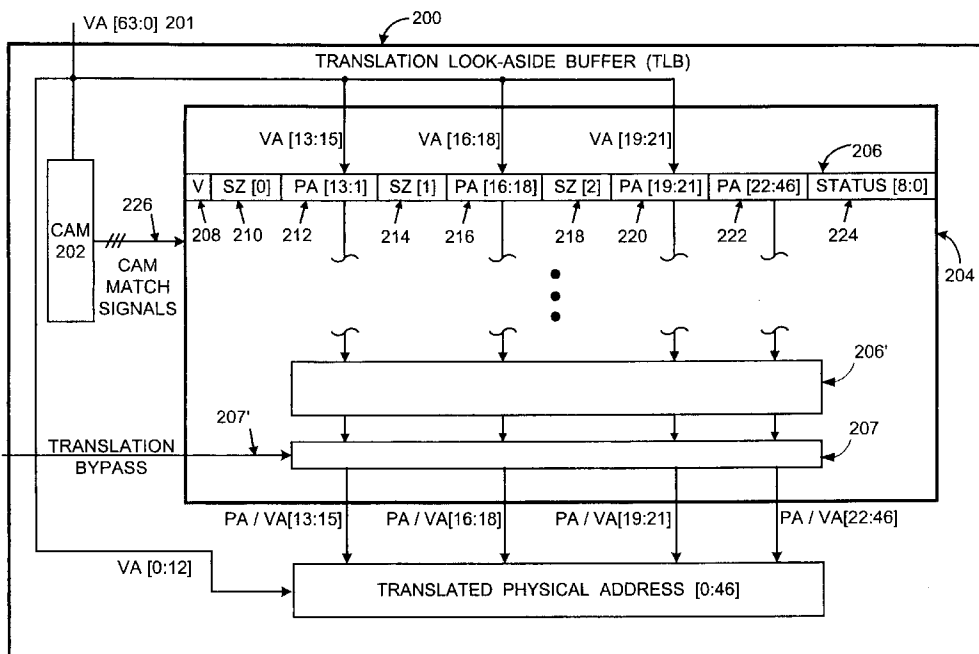 VA [63:0] 201
200
TRANSLATION LOOK-ASIDE BUFFER (TLB)
VA [13:15]
VA [16:18]
VA [19:21]
206
V
SZ [0]
PA [13:1]
SZ [1]
PA [16:18]
SZ [2]
PA [19:21]
PA [22:46]
STATUS [8:0]
CAM
202
226
208
210
212
214
216
218
220
222
224
204
CAM
MATCH
SIGNALS
206'
207'
207
TRANSLATION
BYPASS
PA / VA[13:15]
PA / VA[16:18]
PA / VA[19:21]
PA / VA[22:46]
VA [0:12]
TRANSLATED PHYSICAL ADDRESS [0:46]